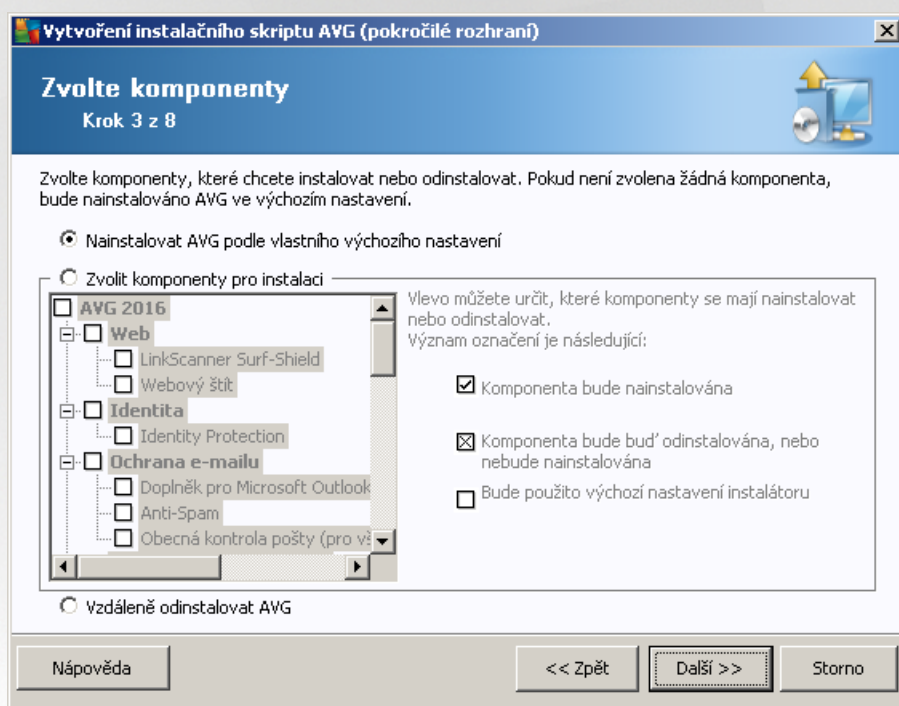 Vytvoření instalačního skriptu AVG (pokročilé rozhraní)
Zvolte komponenty
Krok 3 z 8
Zvolte komponenty, které chcete instalovat nebo odinstalovat. Pokud není zvolena žádná komponenta,
bude nainstalováno AVG ve výchozím nastavení.
Nainstalovat AVG podle vlastního výchozího nastavení
Zvolit komponenty pro instalaci
AVG 2016
Web
LinkScanner Surf-Shield
Webový štít
Identita
Identity Protection
Ochrana e-mailu
Doplněk pro Microsoft Outlook
Anti-Spam
Obecná kontrola pošty (pro vš
Vlevo můžete určit, které komponenty se mají nainstalovat
nebo odinstalovat.
Význam označení je následující:
Komponenta bude nainstalována
Komponenta bude buď odinstalována, nebo
nebude nainstalována
Bude použito výchozí nastavení instalátoru
Vzdáleně odinstalovat AVG
Nápověda
<< Zpět
Další >>
Storno